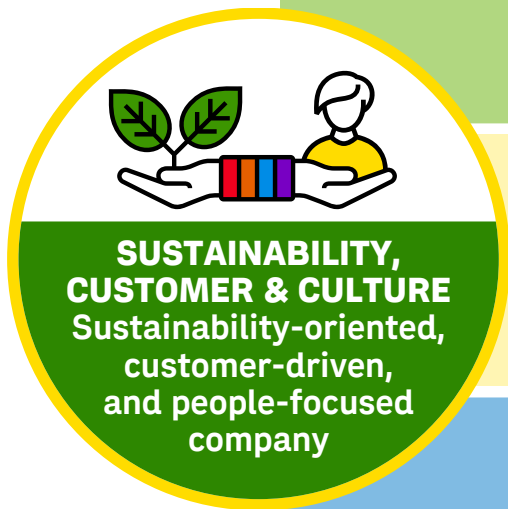 SUSTAINABILITY,
CUSTOMER & CULTURE
Sustainability-oriented,
customer-driven,
and people-focused
company